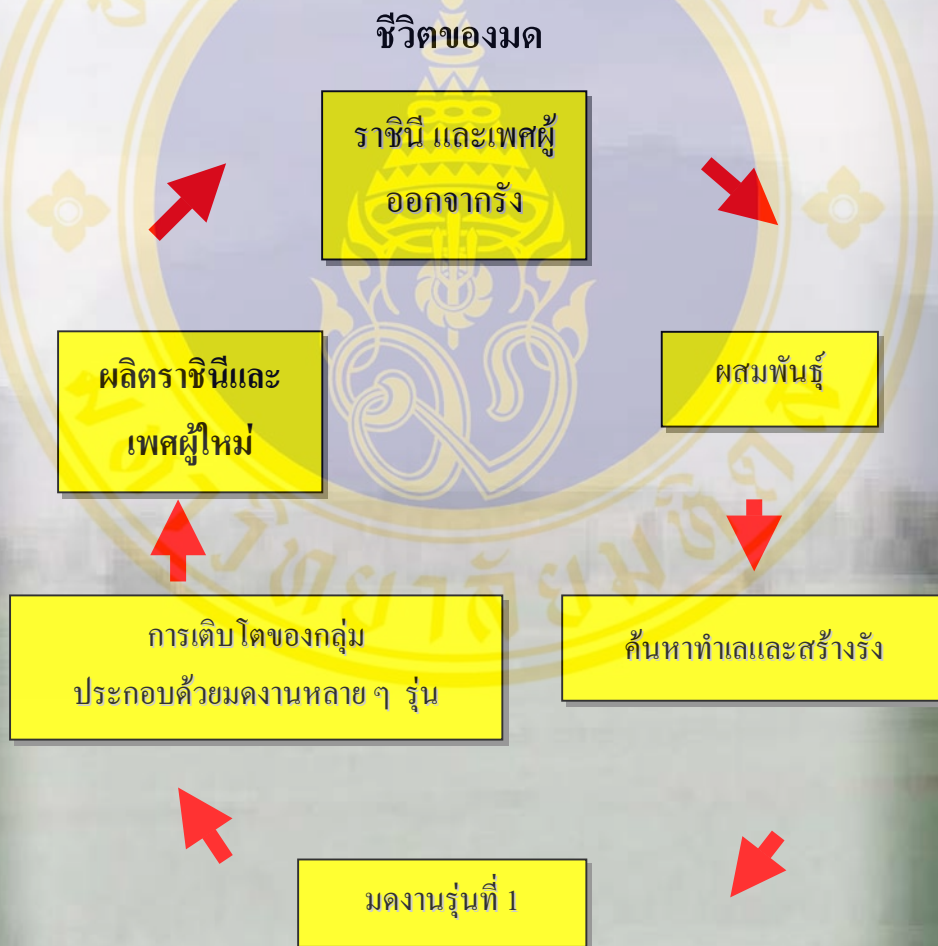 ชีวิตของมด
ราชินี และเพศผู้
ออกจากรัง
ผสมพันธุ์
ค้นหาทำเลและสร้างรัง
มดงานรุ่นที่ 1
การเติบโตของกลุ่ม
ประกอบด้วยมดงานหลาย ๆ รุ่น
ผลิตราชินีและ
เพศผู้ใหม่